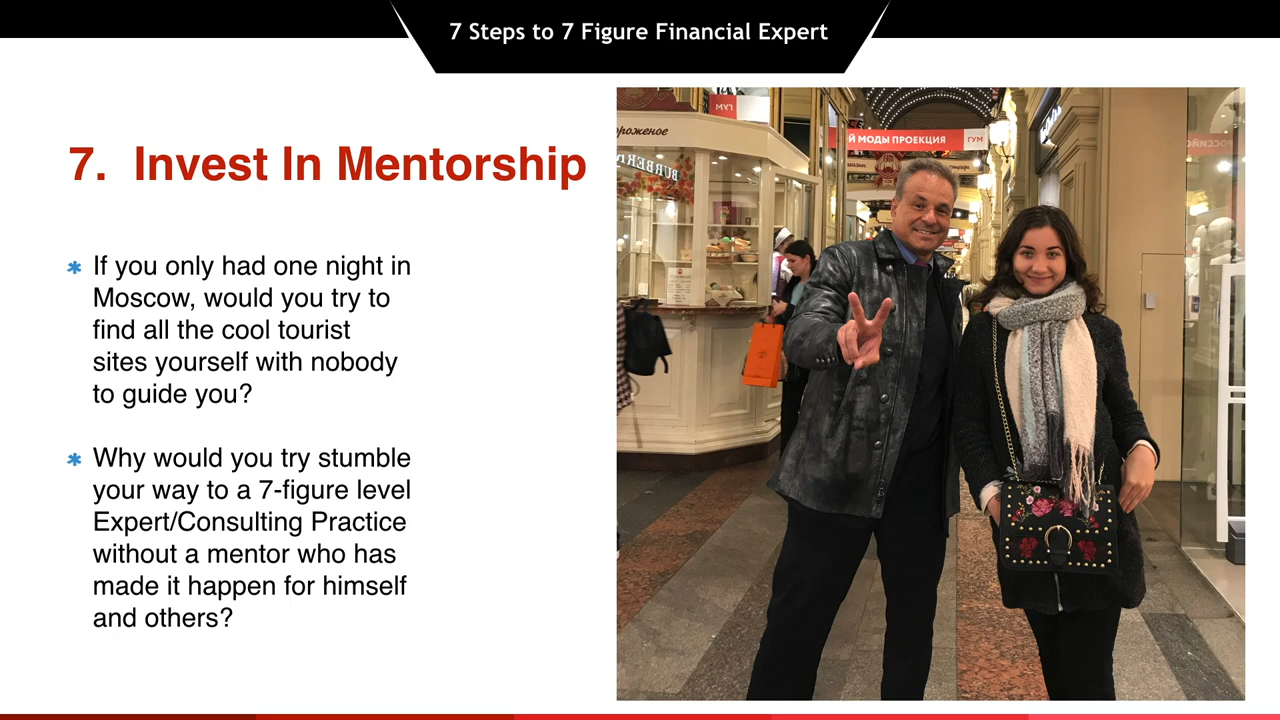 7 Steps to 7 Figure Financial Expert
7. Invest In Mentorship
If you only had one night in
Moscow, would you try to
find all the cool tourist
sites yourself with nobody
to guide you?
Why would you try stumble
your way to a 7-figure level
Expert/Consulting Practice
without a mentor who has
made it happen for himself
and others?
ГУМ
ороженое
BURBERRY
Й МОДЫ ПРОЕКЦИЯ ГУМ